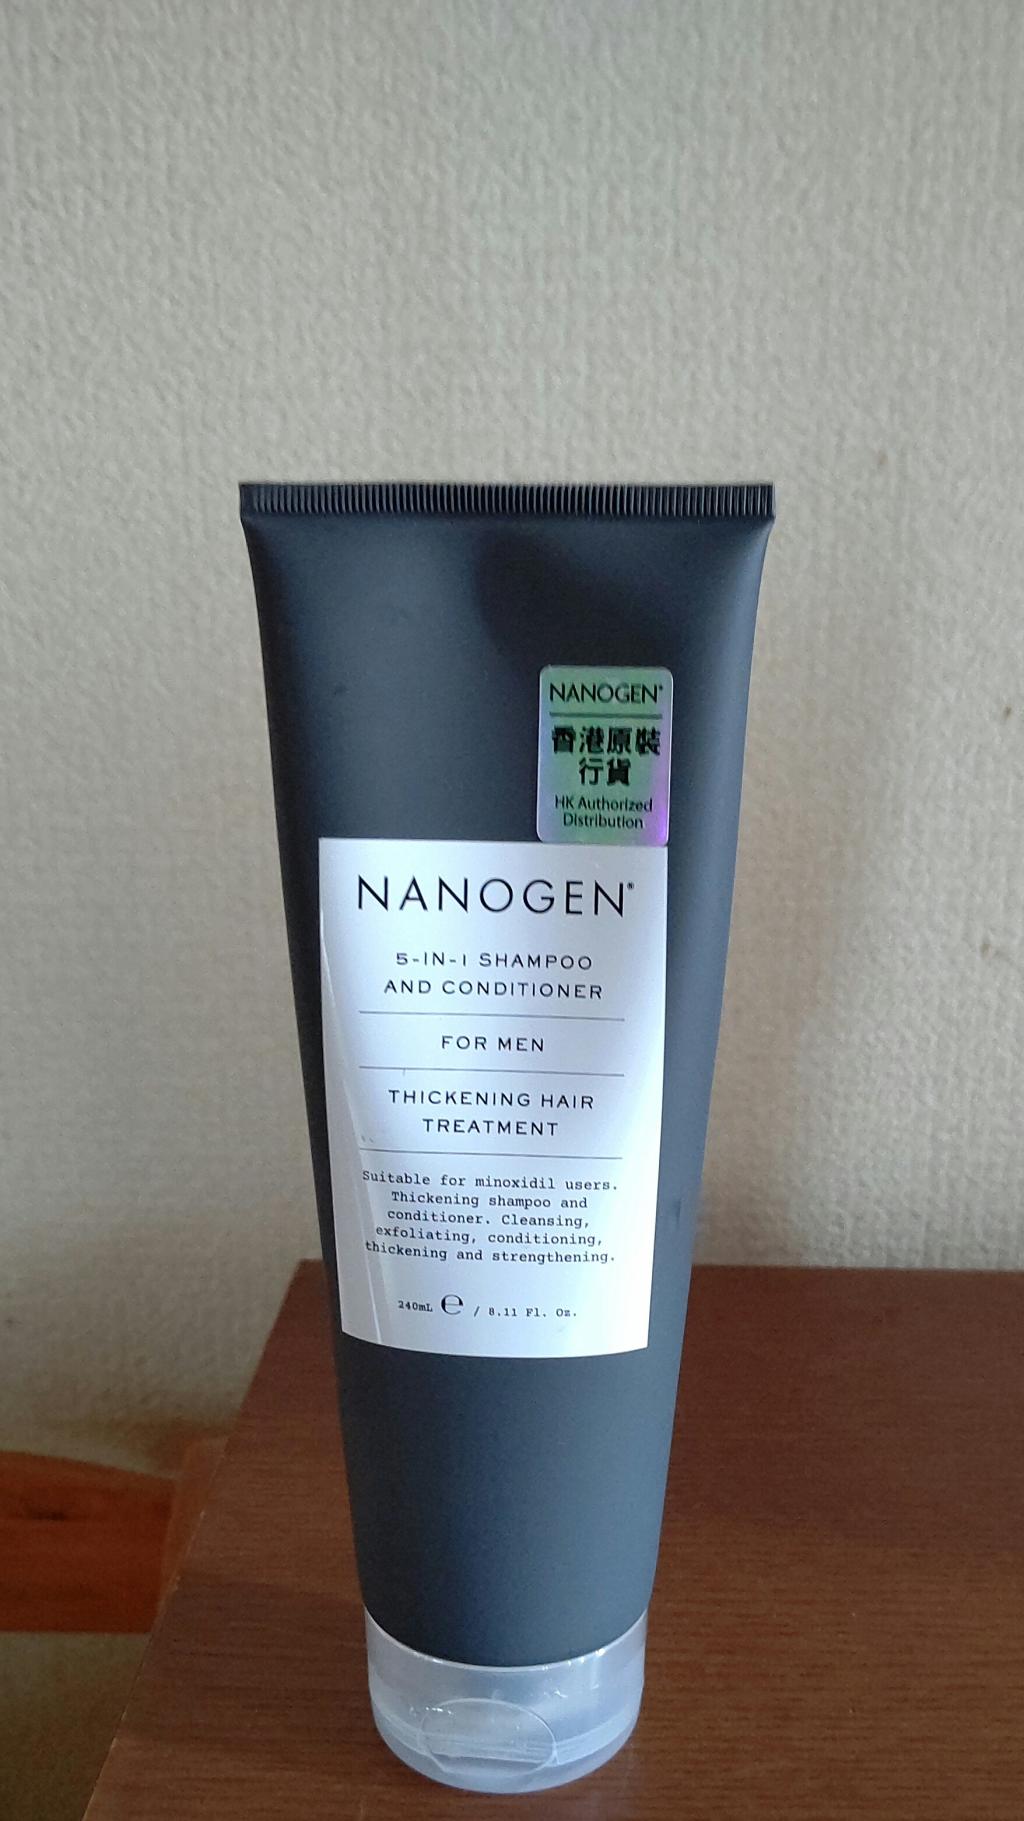 NANOGEN®
香港原裝
行貨
HK Authorized
Distribution
NANOGEN®
5-IN-1 SHAMPOO
AND CONDITIONER
FOR MEN
THICKENING HAIR
TREATMENT
Suitable for minoxidil users.
Thickening shampoo and
conditioner. Cleansing,
exfoliating, conditioning,
thickening and strengthening.
240mL ℮ / 8.11 Fl. Oz.